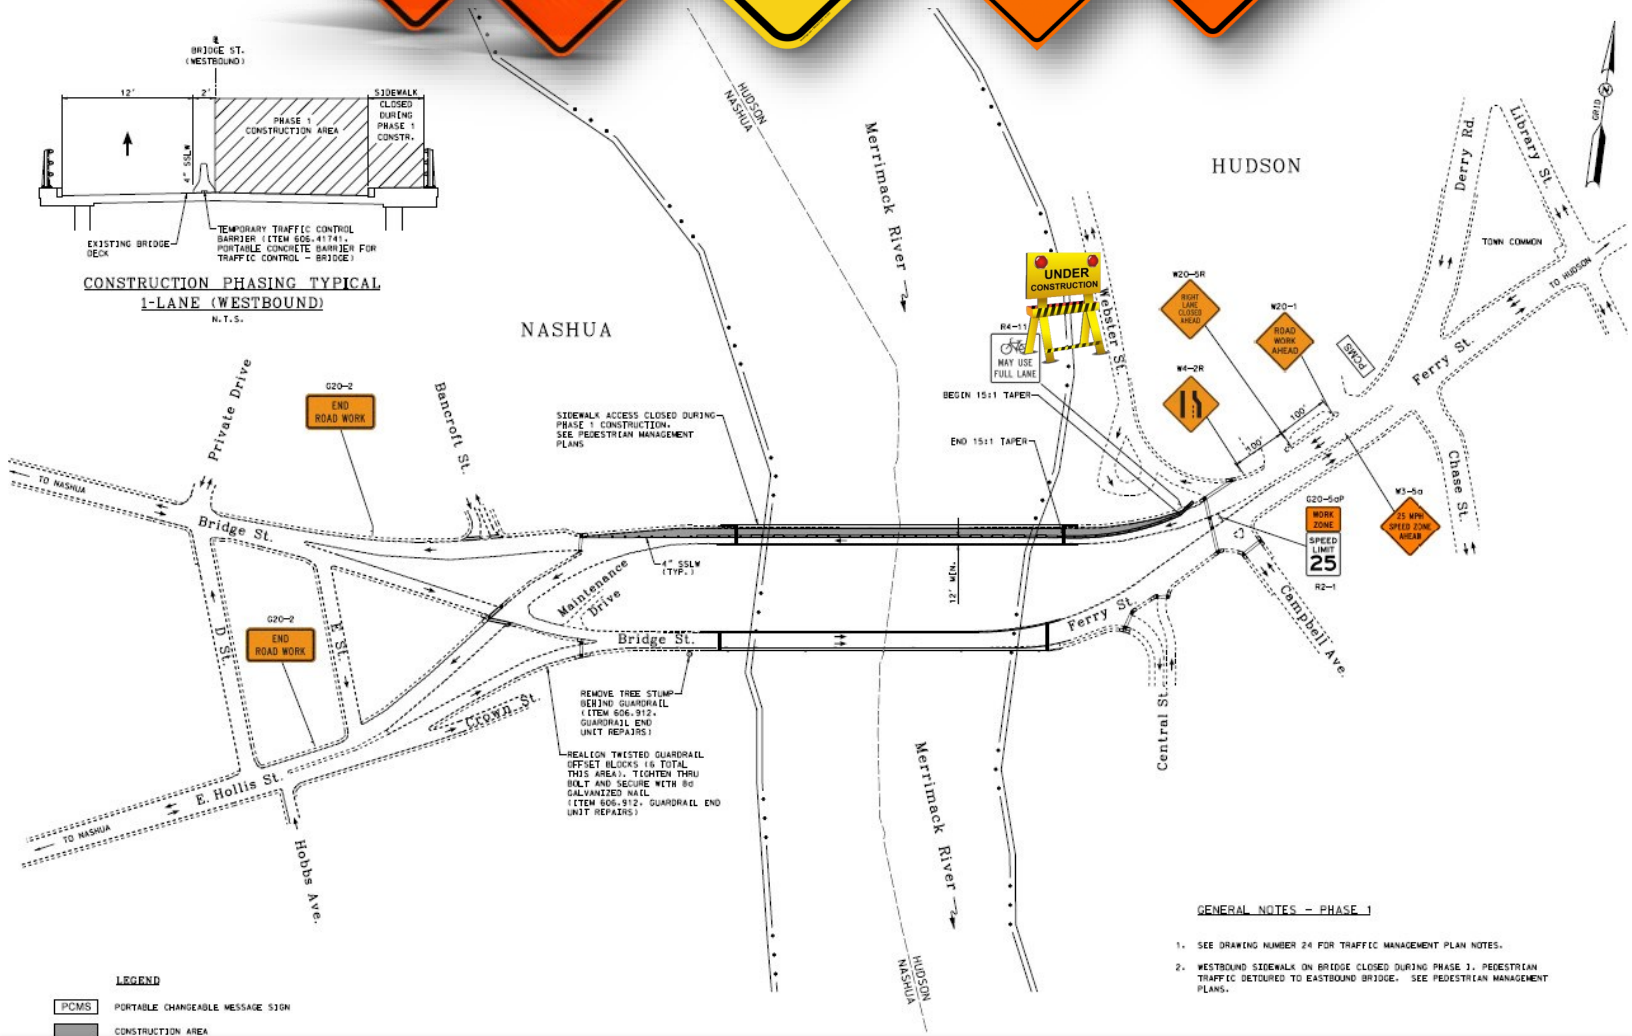 ℄
BRIDGE ST.
(WESTBOUND)
12'
2'
SIDEWALK
CLOSED
DURING
PHASE 1
CONSTR.
PHASE 1
CONSTRUCTION AREA
4" SSLW
EXISTING BRIDGE
DECK
TEMPORARY TRAFFIC CONTROL
BARRIER (ITEM 606.41741,
PORTABLE CONCRETE BARRIER FOR
TRAFFIC CONTROL - BRIDGE)
CONSTRUCTION PHASING TYPICAL
1-LANE (WESTBOUND)
N.T.S.
HUDSON
NASHUA
Merrimack River
HUDSON
NASHUA
GRID
N
Derry Rd.
Library St.
TOWN COMMON
TO HUDSON
Ferry St.
Chase St.
Webster St.
UNDER
CONSTRUCTION
R4-11
MAY USE
FULL LANE
W20-5R
RIGHT
LANE
CLOSED
AHEAD
W20-1
ROAD
WORK
AHEAD
W4-2R
PCMS
100'
100'
BEGIN 15:1 TAPER
END 15:1 TAPER
G20-5aP
WORK
ZONE
SPEED
LIMIT
25
R2-1
W3-5a
25 MPH
SPEED ZONE
AHEAD
SIDEWALK ACCESS CLOSED DURING
PHASE 1 CONSTRUCTION.
SEE PEDESTRIAN MANAGEMENT
PLANS
G20-2
END
ROAD WORK
Private Drive
Bancroft St.
TO NASHUA
Bridge St.
4" SSLW
(TYP.)
12' MIN.
Maintenance
Drive
Bridge St.
Ferry St.
Campbell Ave.
Central St.
G20-2
END
ROAD WORK
D St.
E St.
Crown St.
REMOVE TREE STUMP
BEHIND GUARDRAIL
(ITEM 606.912,
GUARDRAIL END
UNIT REPAIRS)
REALIGN TWISTED GUARDRAIL
OFFSET BLOCKS (6 TOTAL
THIS AREA). TIGHTEN THRU
BOLT AND SECURE WITH 8d
GALVANIZED NAIL
(ITEM 606.912, GUARDRAIL END
UNIT REPAIRS)
E. Hollis St.
TO NASHUA
Hobbs Ave.
Merrimack River
HUDSON
NASHUA
GENERAL NOTES - PHASE 1
1. SEE DRAWING NUMBER 24 FOR TRAFFIC MANAGEMENT PLAN NOTES.
2. WESTBOUND SIDEWALK ON BRIDGE CLOSED DURING PHASE 1. PEDESTRIAN
TRAFFIC DETOURED TO EASTBOUND BRIDGE. SEE PEDESTRIAN MANAGEMENT
PLANS.
LEGEND
PCMS PORTABLE CHANGEABLE MESSAGE SIGN
CONSTRUCTION AREA